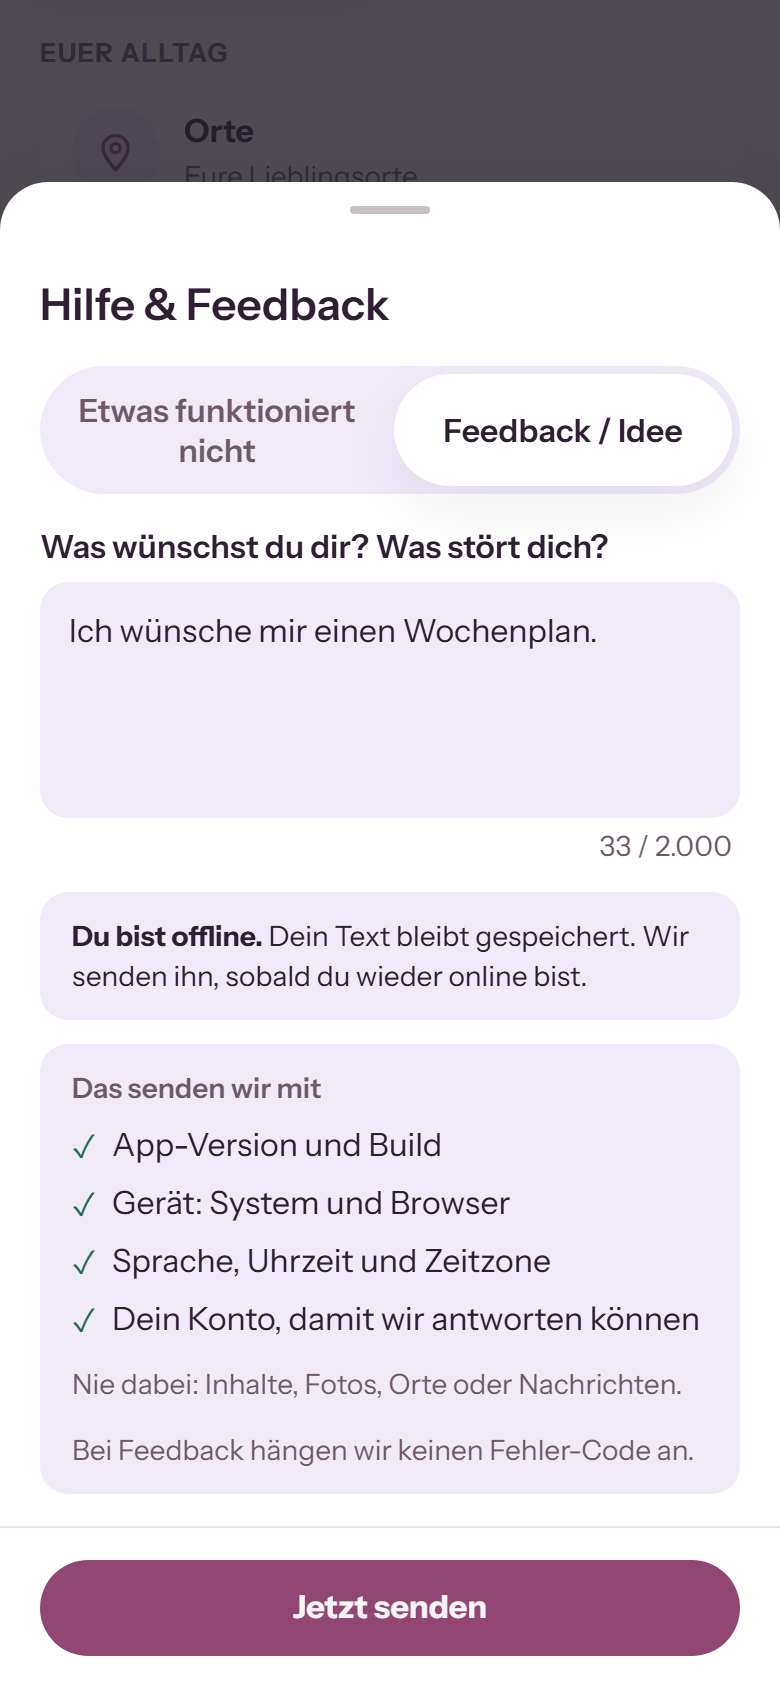 EUER ALLTAG
Orte
Eure Lieblingsorte
Hilfe & Feedback
Etwas funktioniert
nicht
Feedback / Idee
Was wünschst du dir? Was stört dich?
Ich wünsche mir einen Wochenplan.
33 / 2.000
Du bist offline. Dein Text bleibt gespeichert. Wir
senden ihn, sobald du wieder online bist.
Das senden wir mit
✓ App-Version und Build
✓ Gerät: System und Browser
✓ Sprache, Uhrzeit und Zeitzone
✓ Dein Konto, damit wir antworten können
Nie dabei: Inhalte, Fotos, Orte oder Nachrichten.
Bei Feedback hängen wir keinen Fehler-Code an.
Jetzt senden